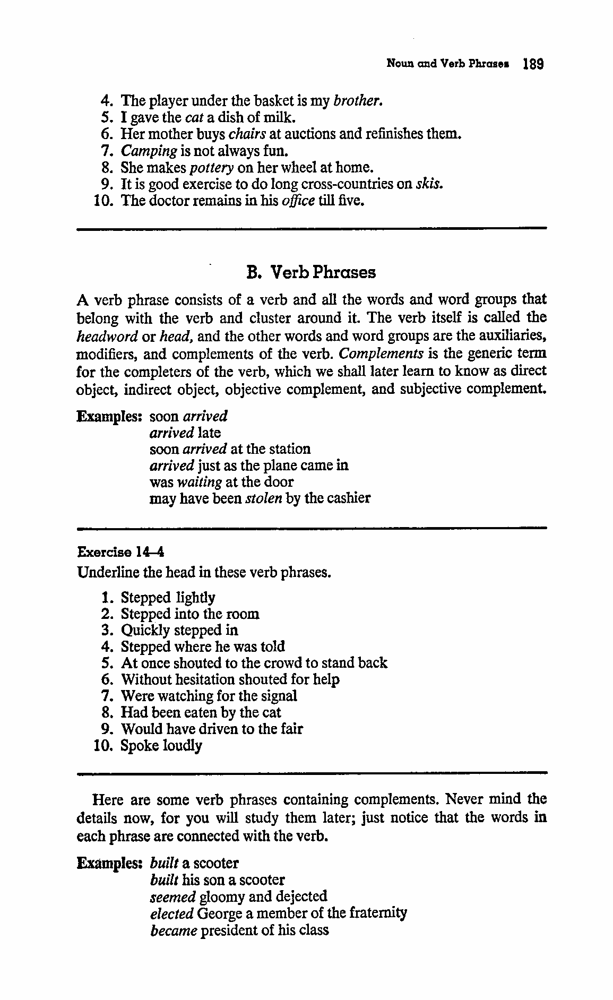 Noun and Verb Phrases 189
4. The player under the basket is my brother.
5. I gave the cat a dish of milk.
6. Her mother buys chairs at auctions and refinishes them.
7. Camping is not always fun.
8. She makes pottery on her wheel at home.
9. It is good exercise to do long cross-countries on skis.
10. The doctor remains in his office till five.
B. Verb Phrases
A verb phrase consists of a verb and all the words and word groups that
belong with the verb and cluster around it. The verb itself is called the
headword or head, and the other words and word groups are the auxiliaries,
modifiers, and complements of the verb. Complements is the generic term
for the completers of the verb, which we shall later learn to know as direct
object, indirect object, objective complement, and subjective complement.
Examples: soon arrived
arrived late
soon arrived at the station
arrived just as the plane came in
was waiting at the door
may have been stolen by the cashier
Exercise 14–4
Underline the head in these verb phrases.
1. Stepped lightly
2. Stepped into the room
3. Quickly stepped in
4. Stepped where he was told
5. At once shouted to the crowd to stand back
6. Without hesitation shouted for help
7. Were watching for the signal
8. Had been eaten by the cat
9. Would have driven to the fair
10. Spoke loudly
Here are some verb phrases containing complements. Never mind the
details now, for you will study them later; just notice that the words in
each phrase are connected with the verb.
Examples: built a scooter
built his son a scooter
seemed gloomy and dejected
elected George a member of the fraternity
became president of his class